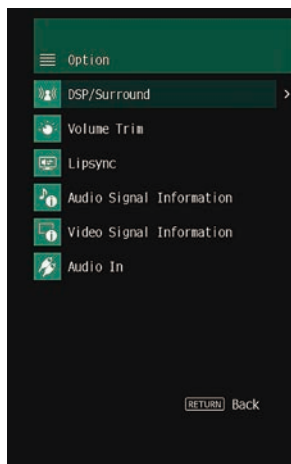 Option
DSP/Surround
Volume Trim
Lipsync
Audio Signal Information
Video Signal Information
Audio In
RETURN Back